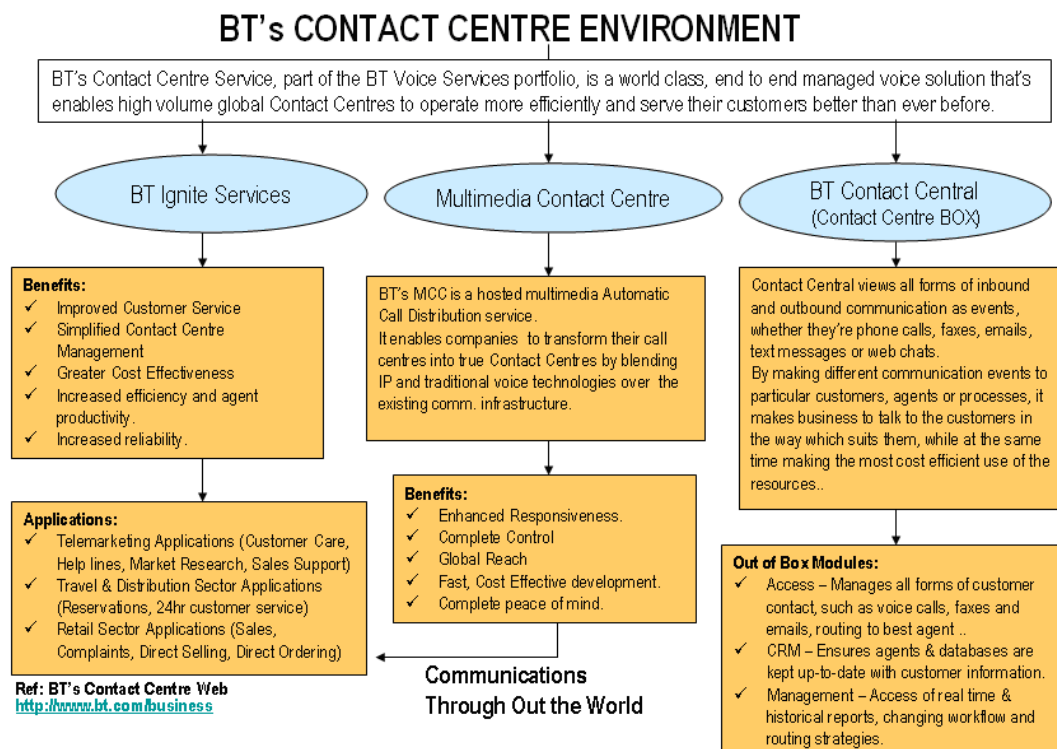 BT's CONTACT CENTRE ENVIRONMENT
BT's Contact Centre Service, part of the BT Voice Services portfolio, is a world class, end to end managed voice solution that's
enables high volume global Contact Centres to operate more efficiently and serve their customers better than ever before.
BT Ignite Services
Multimedia Contact Centre
BT Contact Central
(Contact Centre BOX)
Benefits:
✓ Improved Customer Service
✓ Simplified Contact Centre
Management
✓ Greater Cost Effectiveness
✓ Increased efficiency and agent
productivity.
✓ Increased reliability.
Applications:
✓ Telemarketing Applications (Customer Care,
Help lines, Market Research, Sales Support)
✓ Travel & Distribution Sector Applications
(Reservations, 24hr customer service)
✓ Retail Sector Applications (Sales,
Complaints, Direct Selling, Direct Ordering)
Ref: BT's Contact Centre Web
http://www.bt.com/business
BT's MCC is a hosted multimedia Automatic
Call Distribution service.
It enables companies to transform their call
centres into true Contact Centres by blending
IP and traditional voice technologies over the
existing comm. infrastructure.
Benefits:
✓ Enhanced Responsiveness.
✓ Complete Control
✓ Global Reach
✓ Fast, Cost Effective development.
✓ Complete peace of mind.
Communications
Through Out the World
Contact Central views all forms of inbound
and outbound communication as events,
whether they're phone calls, faxes, emails,
text messages or web chats.
By making different communication events to
particular customers, agents or processes, it
makes business to talk to the customers in
the way which suits them, while at the same
time making the most cost efficient use of the
resources..
Out of Box Modules:
✓ Access – Manages all forms of customer
contact, such as voice calls, faxes and
emails, routing to best agent ..
✓ CRM – Ensures agents & databases are
kept up-to-date with customer information.
✓ Management – Access of real time &
historical reports, changing workflow and
routing strategies.